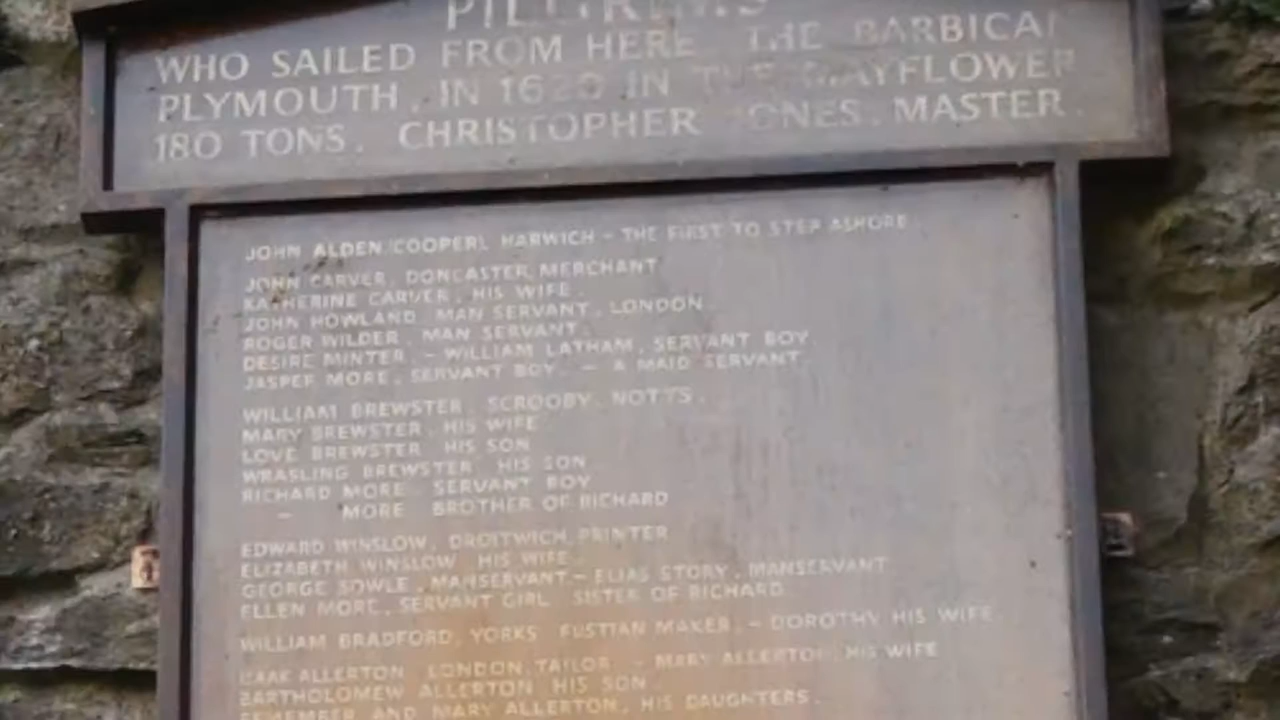 PILGRIMS
WHO SAILED FROM HERE THE BARBICAN
PLYMOUTH, IN 1620 IN THE MAYFLOWER
180 TONS. CHRISTOPHER JONES. MASTER.
JOHN ALDEN (COOPER), HARWICH - THE FIRST TO STEP ASHORE
JOHN CARVER, DONCASTER, MERCHANT
KATHERINE CARVER, HIS WIFE.
JOHN HOWLAND, MAN SERVANT, LONDON
ROGER WILDER, MAN SERVANT.
DESIRE MINTER, - WILLIAM LATHAM, SERVANT BOY
JASPER MORE, SERVANT BOY. - A MAID SERVANT.
WILLIAM BREWSTER. SCROOBY. NOTTS.
MARY BREWSTER. HIS WIFE
LOVE BREWSTER HIS SON
WRASLING BREWSTER HIS SON
RICHARD MORE SERVANT BOY
- MORE BROTHER OF RICHARD
EDWARD WINSLOW, DROITWICH, PRINTER
ELIZABETH WINSLOW HIS WIFE
GEORGE SOWLE, MANSERVANT - ELIAS STORY, MANSERVANT
ELLEN MORE, SERVANT GIRL SISTER OF RICHARD
WILLIAM BRADFORD, YORKS FUSTIAN MAKER, - DOROTHY HIS WIFE.
ISAAK ALLERTON LONDON, TAILOR - MARY ALLERTON, HIS WIFE
BARTHOLOMEW ALLERTON HIS SON
REMEMBER AND MARY ALLERTON, HIS DAUGHTERS.